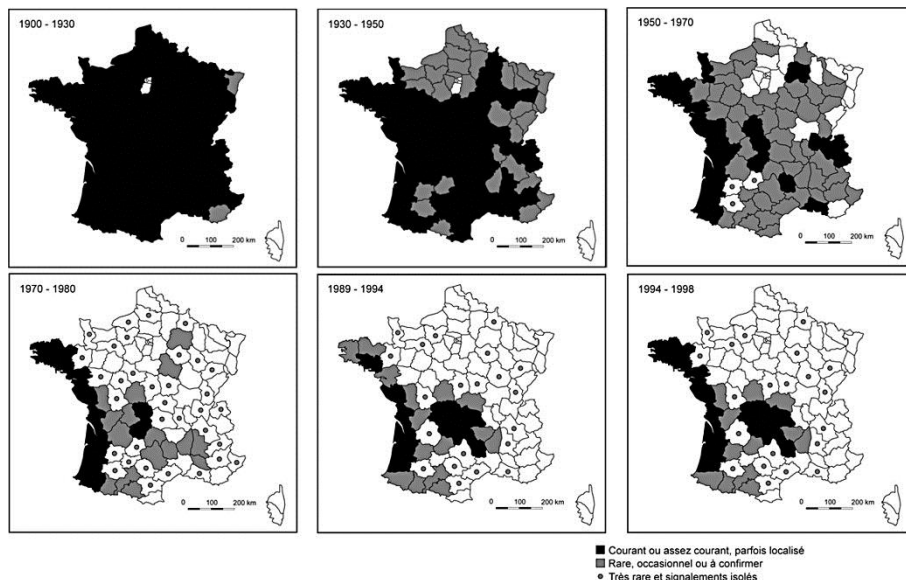 1900 - 1930
0 100 200 km
1930 - 1950
0 100 200 km
1950 - 1970
0 100 200 km
1970 - 1980
0 100 200 km
1989 - 1994
0 100 200 km
1994 - 1998
0 100 200 km
Courant ou assez courant, parfois localisé
Rare, occasionnel ou à confirmer
Très rare et signalements isolés